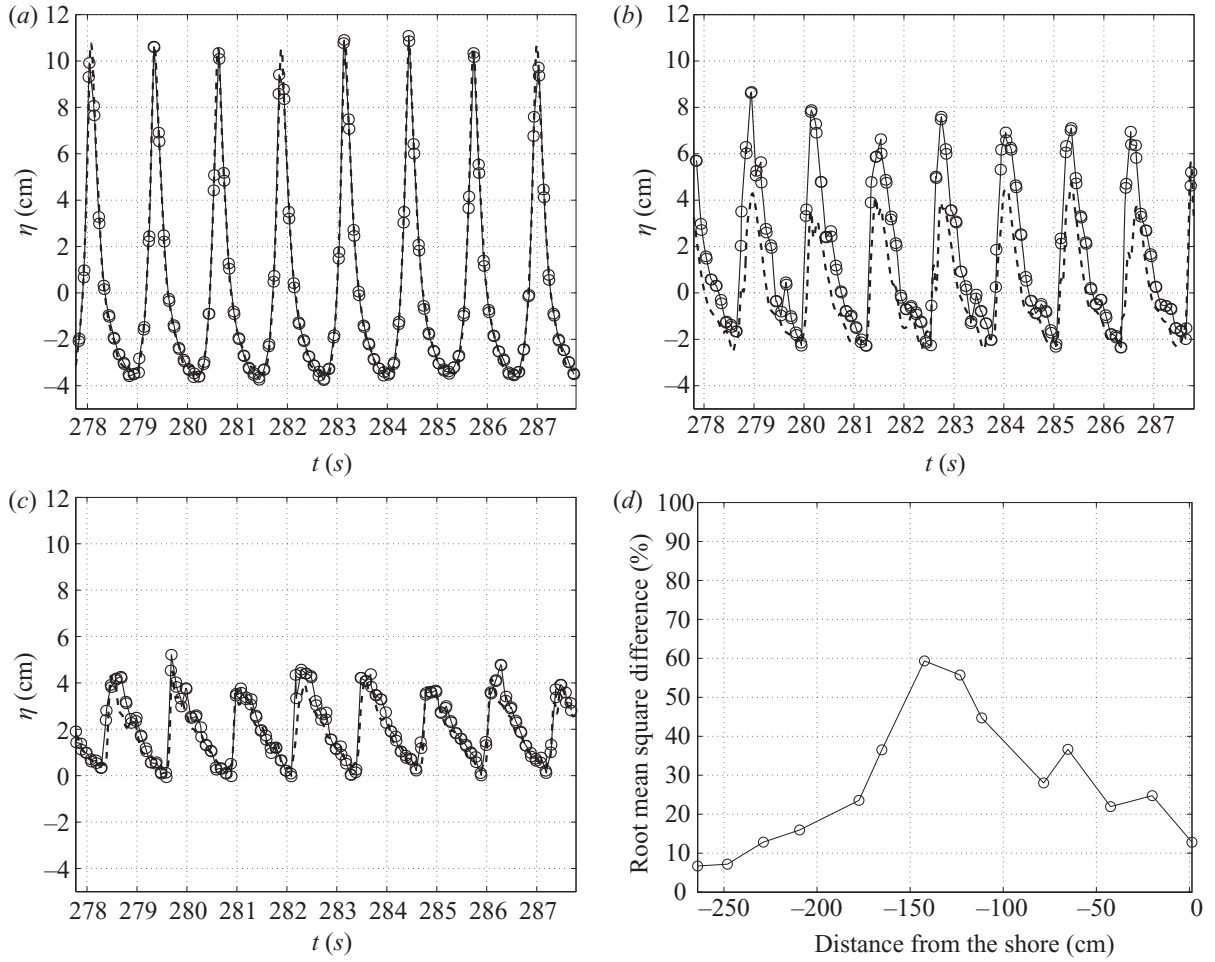 (a)
12
10
8
6
4
2
0
–2
–4
η (cm)
278 279 280 281 282 283 284 285 286 287
t (s)
(b)
12
10
8
6
4
2
0
–2
–4
η (cm)
278 279 280 281 282 283 284 285 286 287
t (s)
(c)
12
10
8
6
4
2
0
–2
–4
η (cm)
278 279 280 281 282 283 284 285 286 287
t (s)
(d)
100
90
80
70
60
50
40
30
20
10
0
Root mean square difference (%)
–250 –200 –150 –100 –50 0
Distance from the shore (cm)